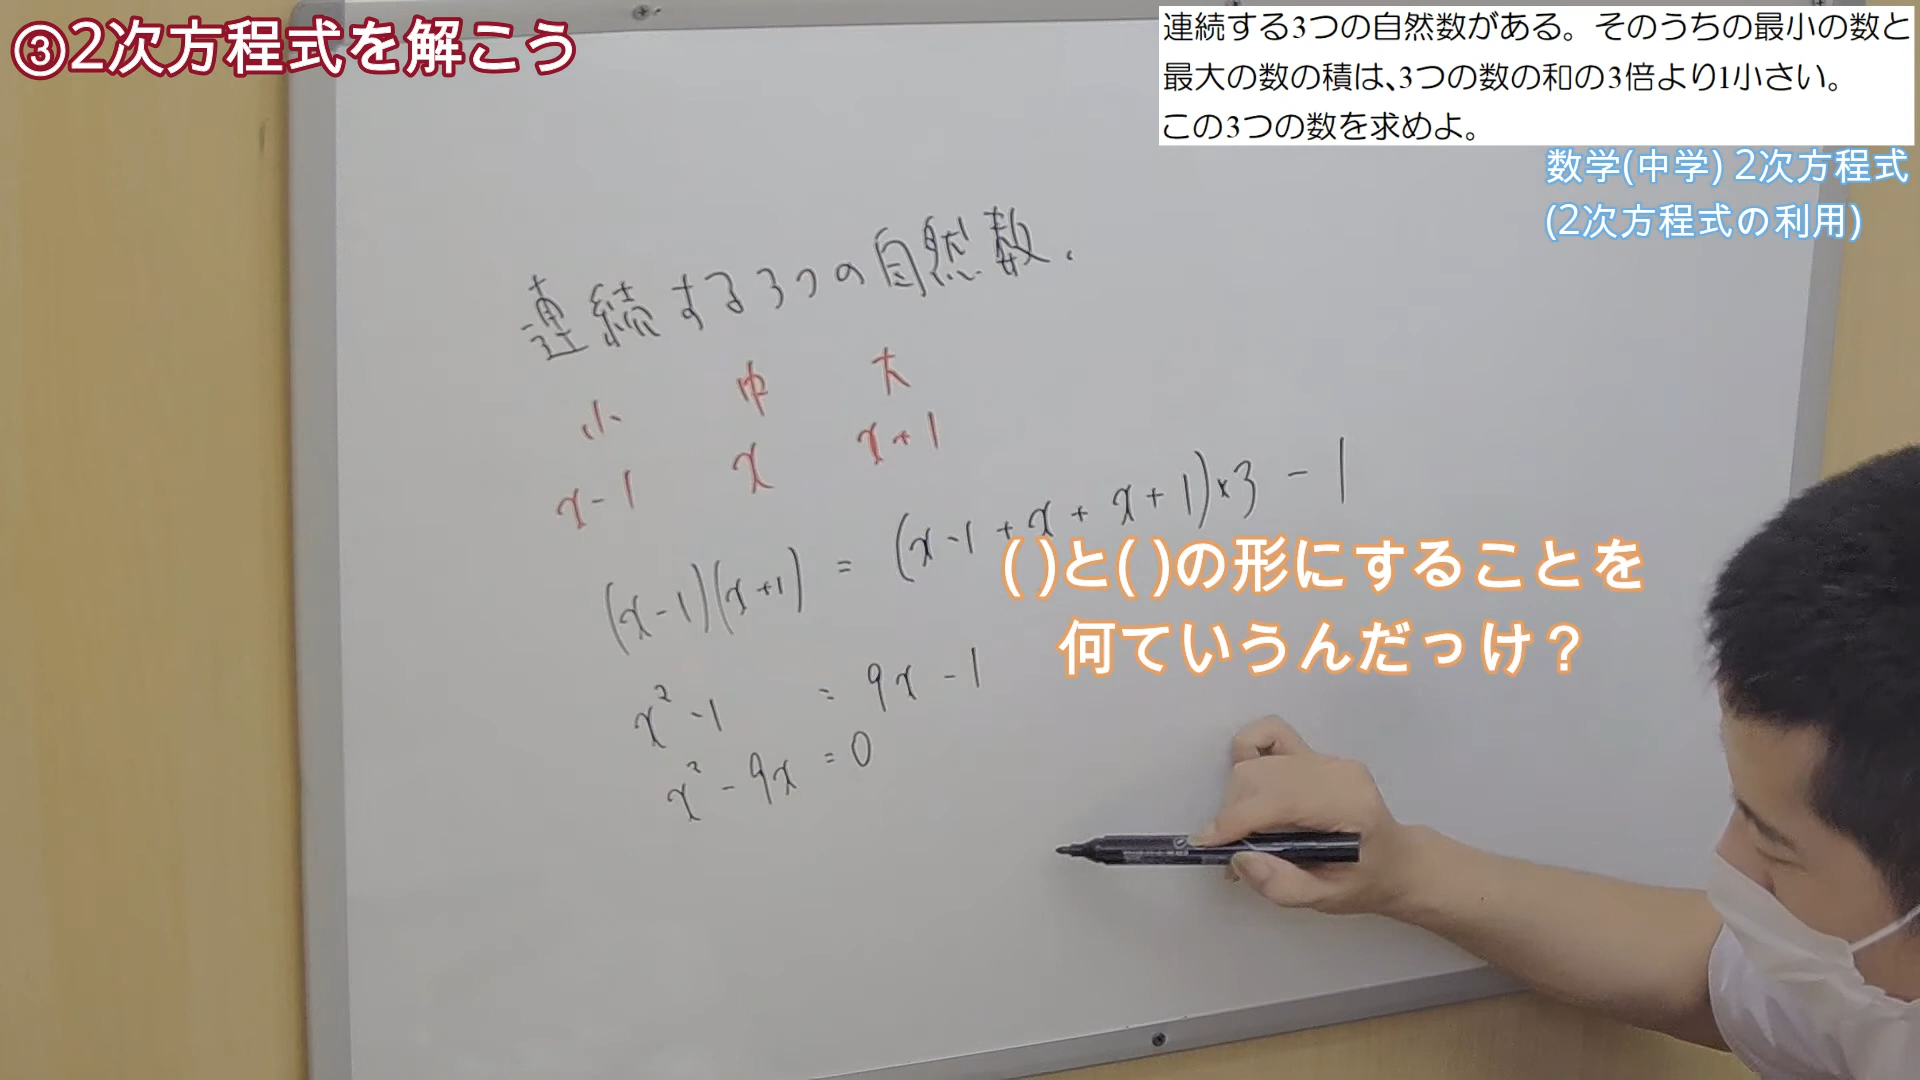 ③2次方程式を解こう
連続する3つの自然数がある。そのうちの最小の数と
最大の数の積は、3つの数の和の3倍より1小さい。
この3つの数を求めよ。
数学(中学) 2次方程式
(2次方程式の利用)
連続する3つの自然数.
小 中 大
x-1 x x+1
(x-1)(x+1) = (x-1+x+x+1)×3-1
( )と( )の形にすることを
何ていうんだっけ？
x²-1 = 9x-1
x²-9x=0